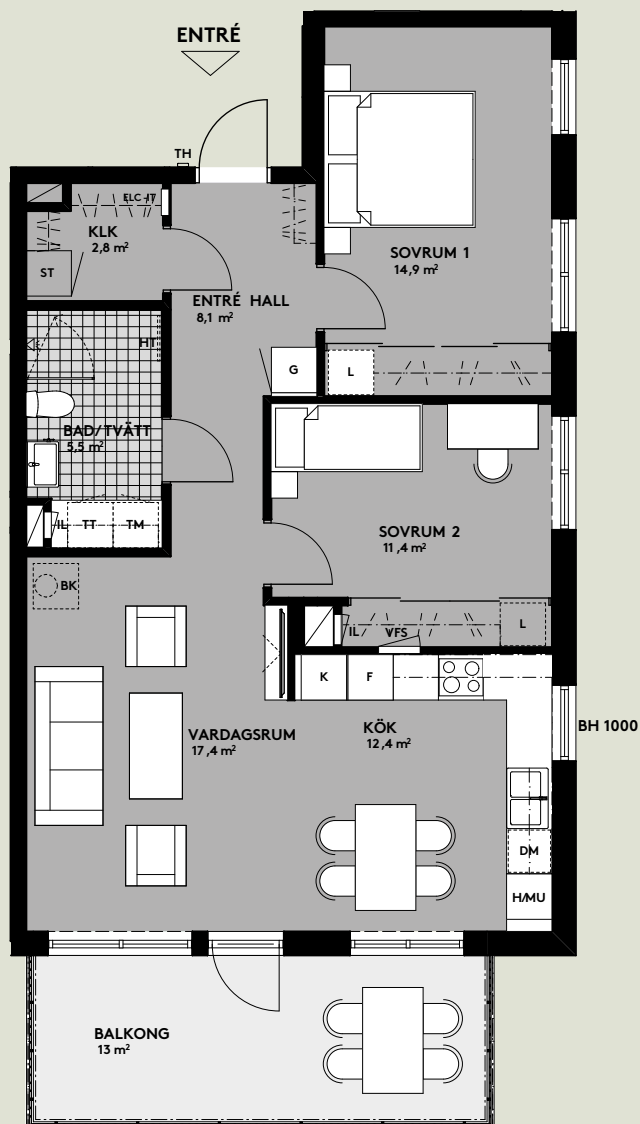 ENTRÉ
TH
ELC IT
KLK
2,8 m²
ST
SOVRUM 1
14,9 m²
ENTRÉ HALL
8,1 m²
HT
G
L
BAD/TVÄTT
5,5 m²
IL
TT
TM
SOVRUM 2
11,4 m²
BK
IL
VFS
L
K
F
VARDAGSRUM
17,4 m²
KÖK
12,4 m²
BH 1000
DM
H/MU
BALKONG
13 m²